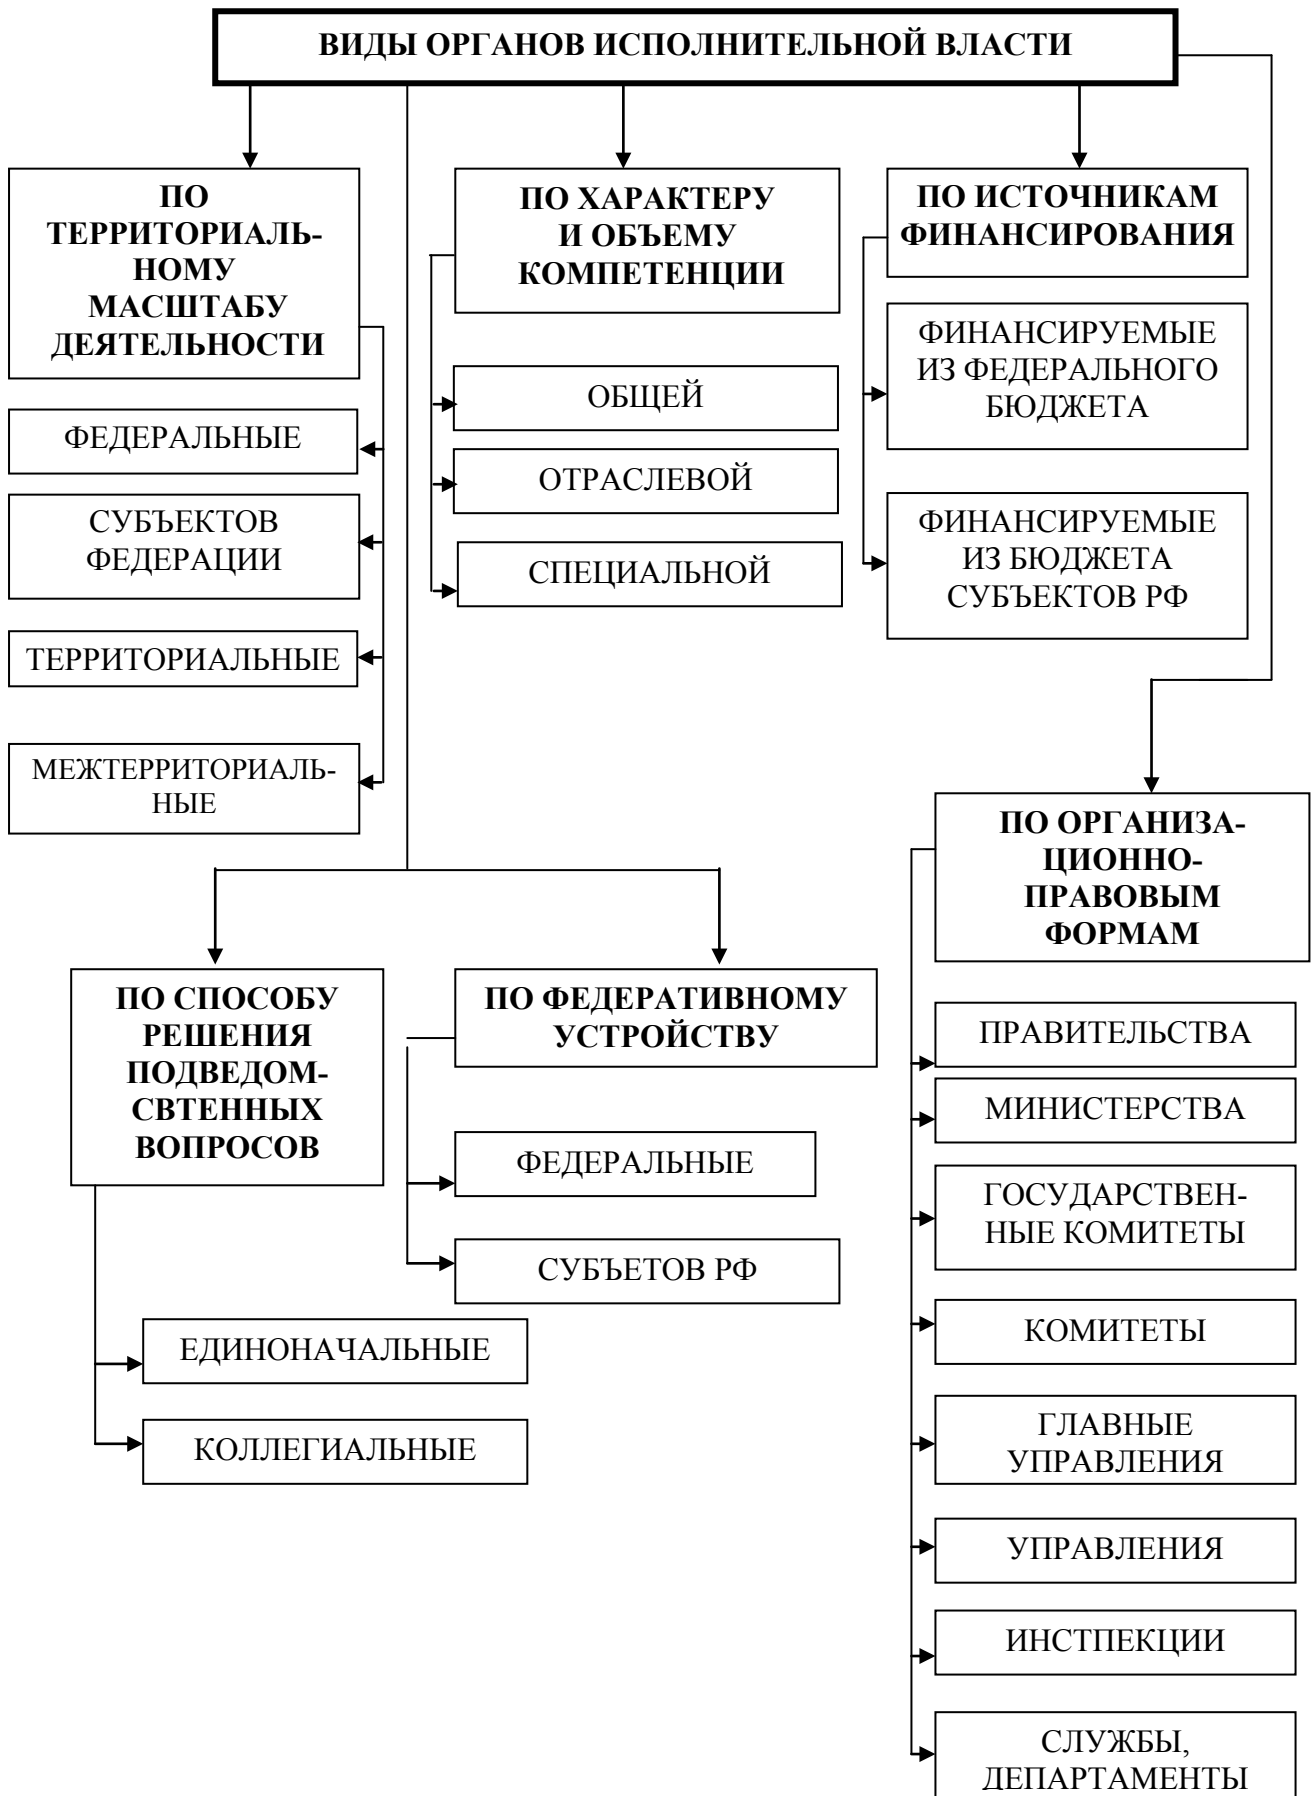 ВИДЫ ОРГАНОВ ИСПОЛНИТЕЛЬНОЙ ВЛАСТИ
ПО
ТЕРРИТОРИАЛЬ-
НОМУ
МАСШТАБУ
ДЕЯТЕЛЬНОСТИ
ФЕДЕРАЛЬНЫЕ
СУБЪЕКТОВ
ФЕДЕРАЦИИ
ТЕРРИТОРИАЛЬНЫЕ
МЕЖТЕРРИТОРИАЛЬ-
НЫЕ
ПО ХАРАКТЕРУ
И ОБЪЕМУ
КОМПЕТЕНЦИИ
ОБЩЕЙ
ОТРАСЛЕВОЙ
СПЕЦИАЛЬНОЙ
ПО ИСТОЧНИКАМ
ФИНАНСИРОВАНИЯ
ФИНАНСИРУЕМЫЕ
ИЗ ФЕДЕРАЛЬНОГО
БЮДЖЕТА
ФИНАНСИРУЕМЫЕ
ИЗ БЮДЖЕТА
СУБЪЕКТОВ РФ
ПО СПОСОБУ
РЕШЕНИЯ
ПОДВЕДОМ-
СВТЕННЫХ
ВОПРОСОВ
ЕДИНОНАЧАЛЬНЫЕ
КОЛЛЕГИАЛЬНЫЕ
ПО ФЕДЕРАТИВНОМУ
УСТРОЙСТВУ
ФЕДЕРАЛЬНЫЕ
СУБЪЕТОВ РФ
ПО ОРГАНИЗА-
ЦИОННО-
ПРАВОВЫМ
ФОРМАМ
ПРАВИТЕЛЬСТВА
МИНИСТЕРСТВА
ГОСУДАРСТВЕН-
НЫЕ КОМИТЕТЫ
КОМИТЕТЫ
ГЛАВНЫЕ
УПРАВЛЕНИЯ
УПРАВЛЕНИЯ
ИНСТПЕКЦИИ
СЛУЖБЫ,
ДЕПАРТАМЕНТЫ